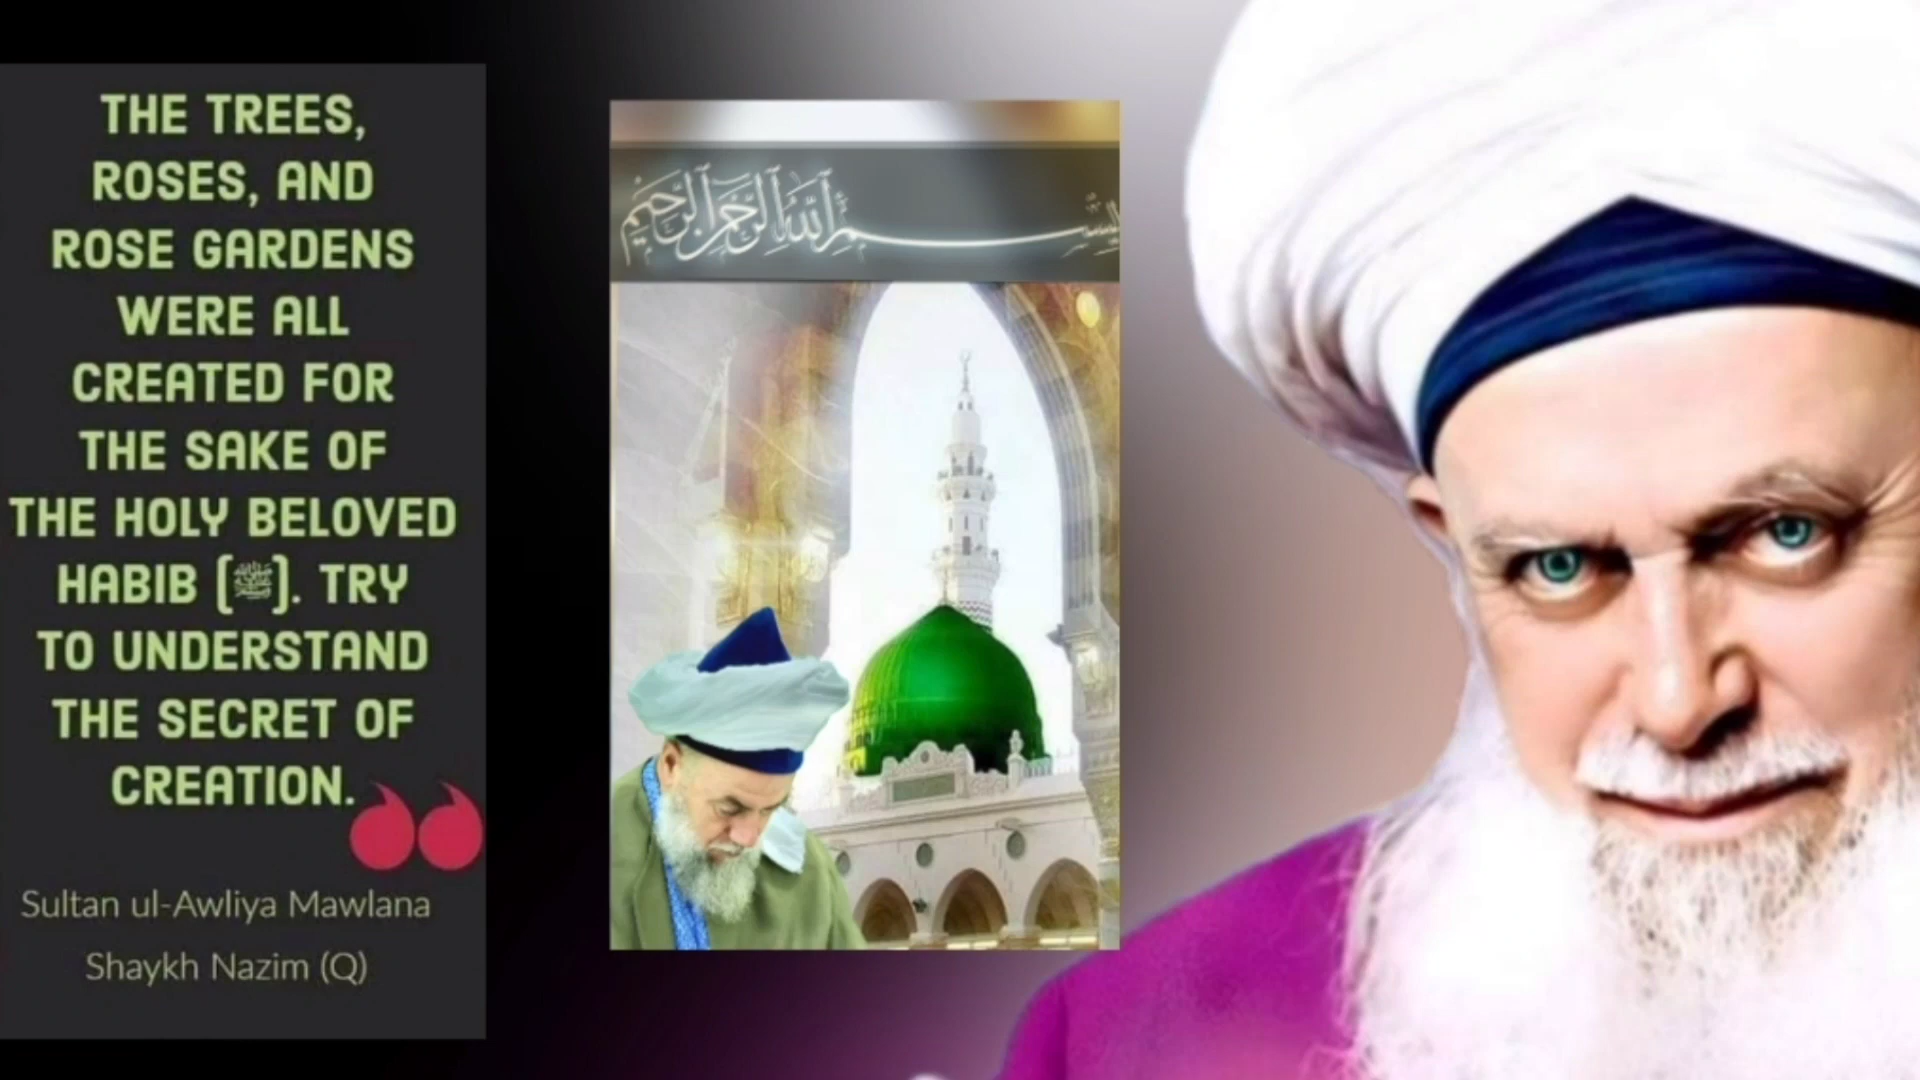 THE TREES,
ROSES, AND
ROSE GARDENS
WERE ALL
CREATED FOR
THE SAKE OF
THE HOLY BELOVED
HABIB [ﷺ]. TRY
TO UNDERSTAND
THE SECRET OF
CREATION.
Sultan ul-Awliya Mawlana
Shaykh Nazim (Q)
بسم الله الرحمن الرحيم